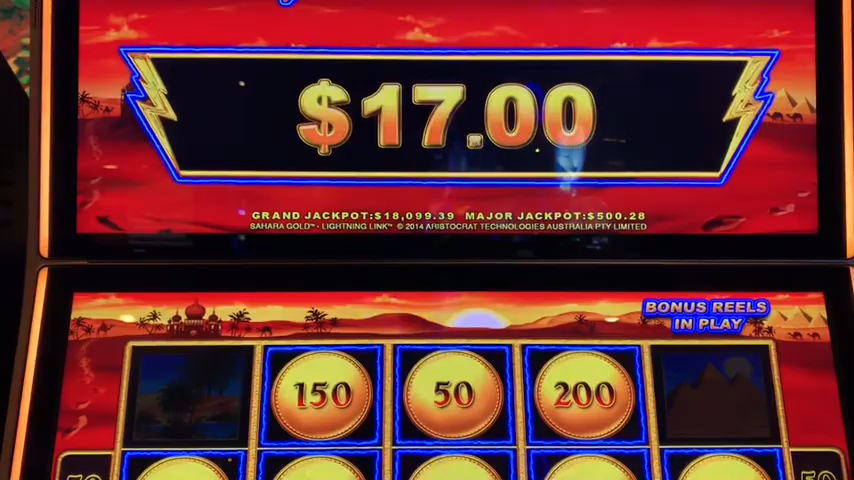 $17.00
GRAND JACKPOT:$18,099.39 MAJOR JACKPOT:$500.28
SAHARA GOLD™ - LIGHTNING LINK™ © 2014 ARISTOCRAT TECHNOLOGIES AUSTRALIA PTY LIMITED
BONUS REELS
IN PLAY
150 50 200
50